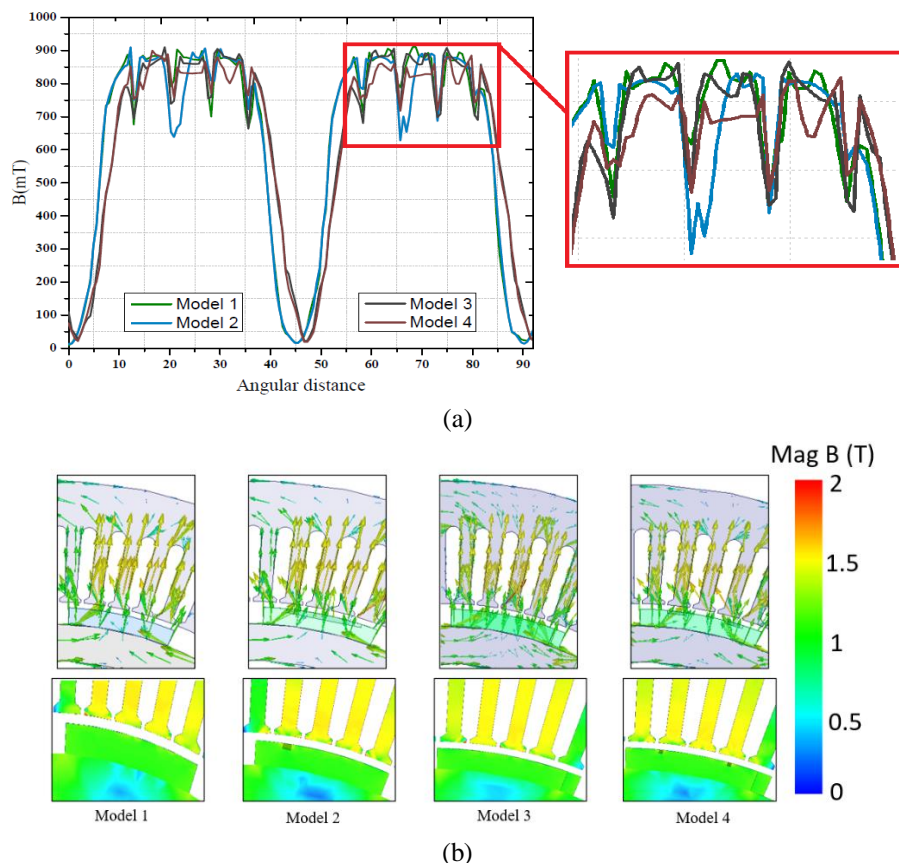 1000
900
800
700
600
500
400
300
200
100
0
B(mT)
Model 1
Model 2
Model 3
Model 4
0 10 20 30 40 50 60 70 80 90
Angular distance
(a)
Mag B (T)
2
1.5
1
0.5
0
Model 1
Model 2
Model 3
Model 4
(b)